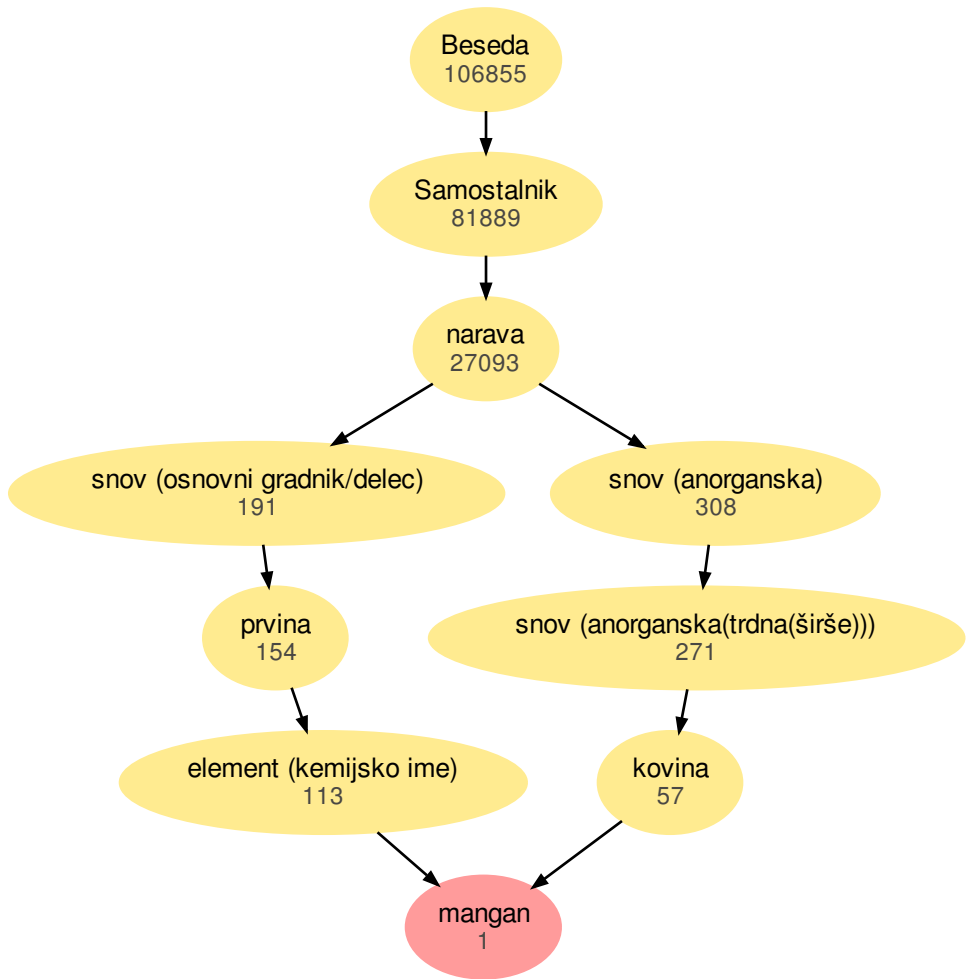 Beseda
106855
Samostalnik
81889
narava
27093
snov (osnovni gradnik/delec)
191
snov (anorganska)
308
prvina
154
snov (anorganska(trdna(širše)))
271
element (kemijsko ime)
113
kovina
57
mangan
1